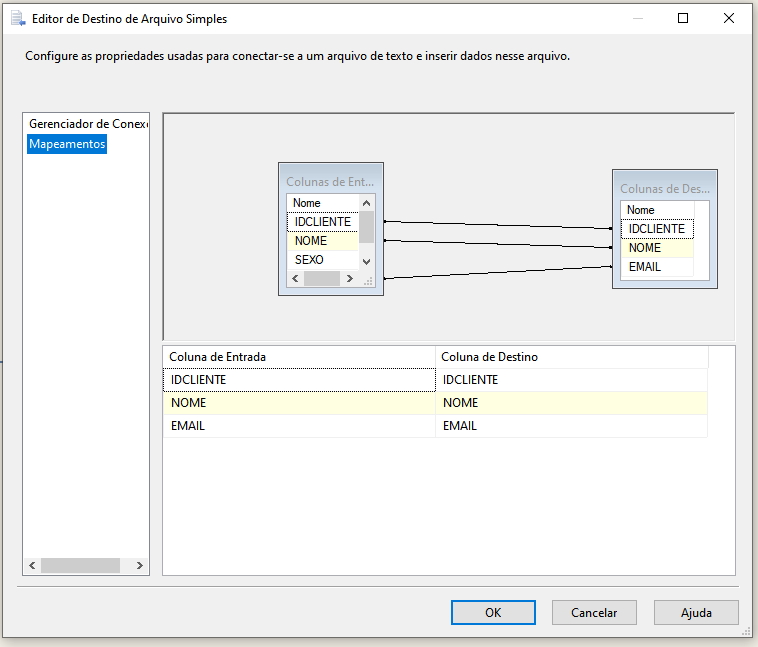 Editor de Destino de Arquivo Simples
Configure as propriedades usadas para conectar-se a um arquivo de texto e inserir dados nesse arquivo.
Gerenciador de Conex
Mapeamentos
Colunas de Ent...
Nome
IDCLIENTE
NOME
SEXO
Colunas de Des...
Nome
IDCLIENTE
NOME
EMAIL
Coluna de Entrada Coluna de Destino
IDCLIENTE IDCLIENTE
NOME NOME
EMAIL EMAIL
OK Cancelar Ajuda